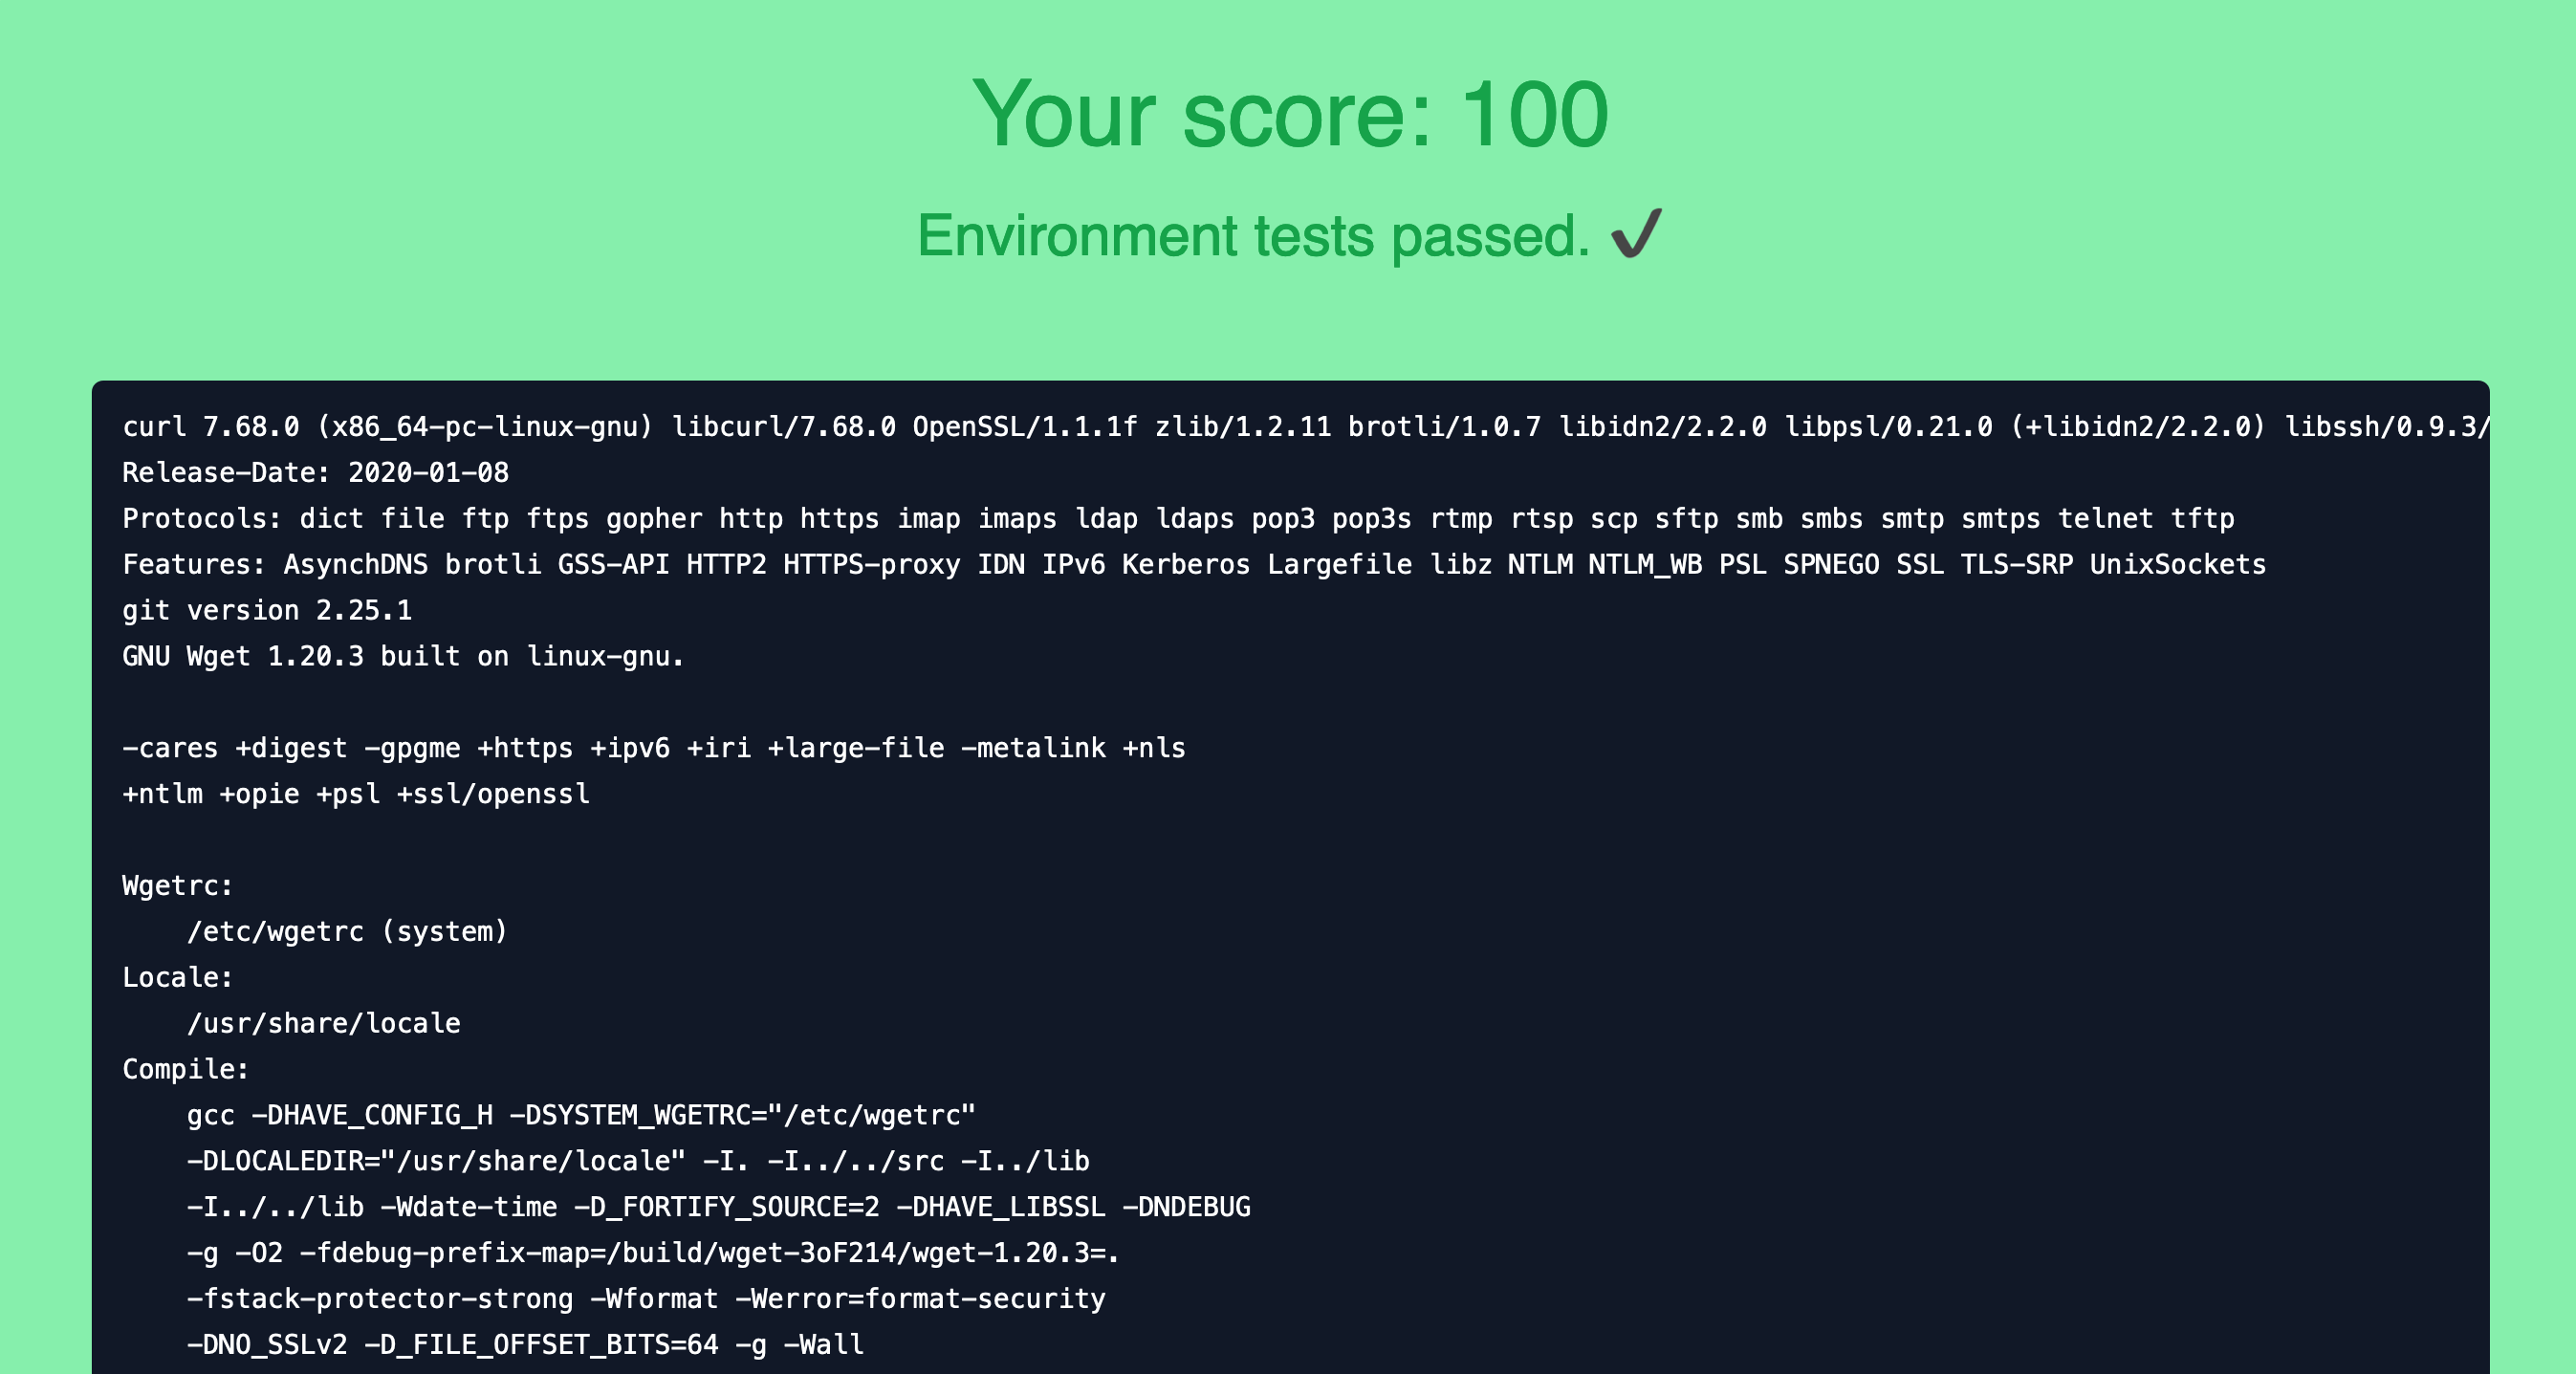 Your score: 100
Environment tests passed. ✔
curl 7.68.0 (x86_64-pc-linux-gnu) libcurl/7.68.0 OpenSSL/1.1.1f zlib/1.2.11 brotli/1.0.7 libidn2/2.2.0 libpsl/0.21.0 (+libidn2/2.2.0) libssh/0.9.3/
Release-Date: 2020-01-08
Protocols: dict file ftp ftps gopher http https imap imaps ldap ldaps pop3 pop3s rtmp rtsp scp sftp smb smbs smtp smtps telnet tftp
Features: AsynchDNS brotli GSS-API HTTP2 HTTPS-proxy IDN IPv6 Kerberos Largefile libz NTLM NTLM_WB PSL SPNEGO SSL TLS-SRP UnixSockets
git version 2.25.1
GNU Wget 1.20.3 built on linux-gnu.
-cares +digest -gpgme +https +ipv6 +iri +large-file -metalink +nls
+ntlm +opie +psl +ssl/openssl
Wgetrc:
/etc/wgetrc (system)
Locale:
/usr/share/locale
Compile:
gcc -DHAVE_CONFIG_H -DSYSTEM_WGETRC="/etc/wgetrc"
-DLOCALEDIR="/usr/share/locale" -I. -I../../src -I../lib
-I../../lib -Wdate-time -D_FORTIFY_SOURCE=2 -DHAVE_LIBSSL -DNDEBUG
-g -O2 -fdebug-prefix-map=/build/wget-3oF214/wget-1.20.3=.
-fstack-protector-strong -Wformat -Werror=format-security
-DNO_SSLv2 -D_FILE_OFFSET_BITS=64 -g -Wall